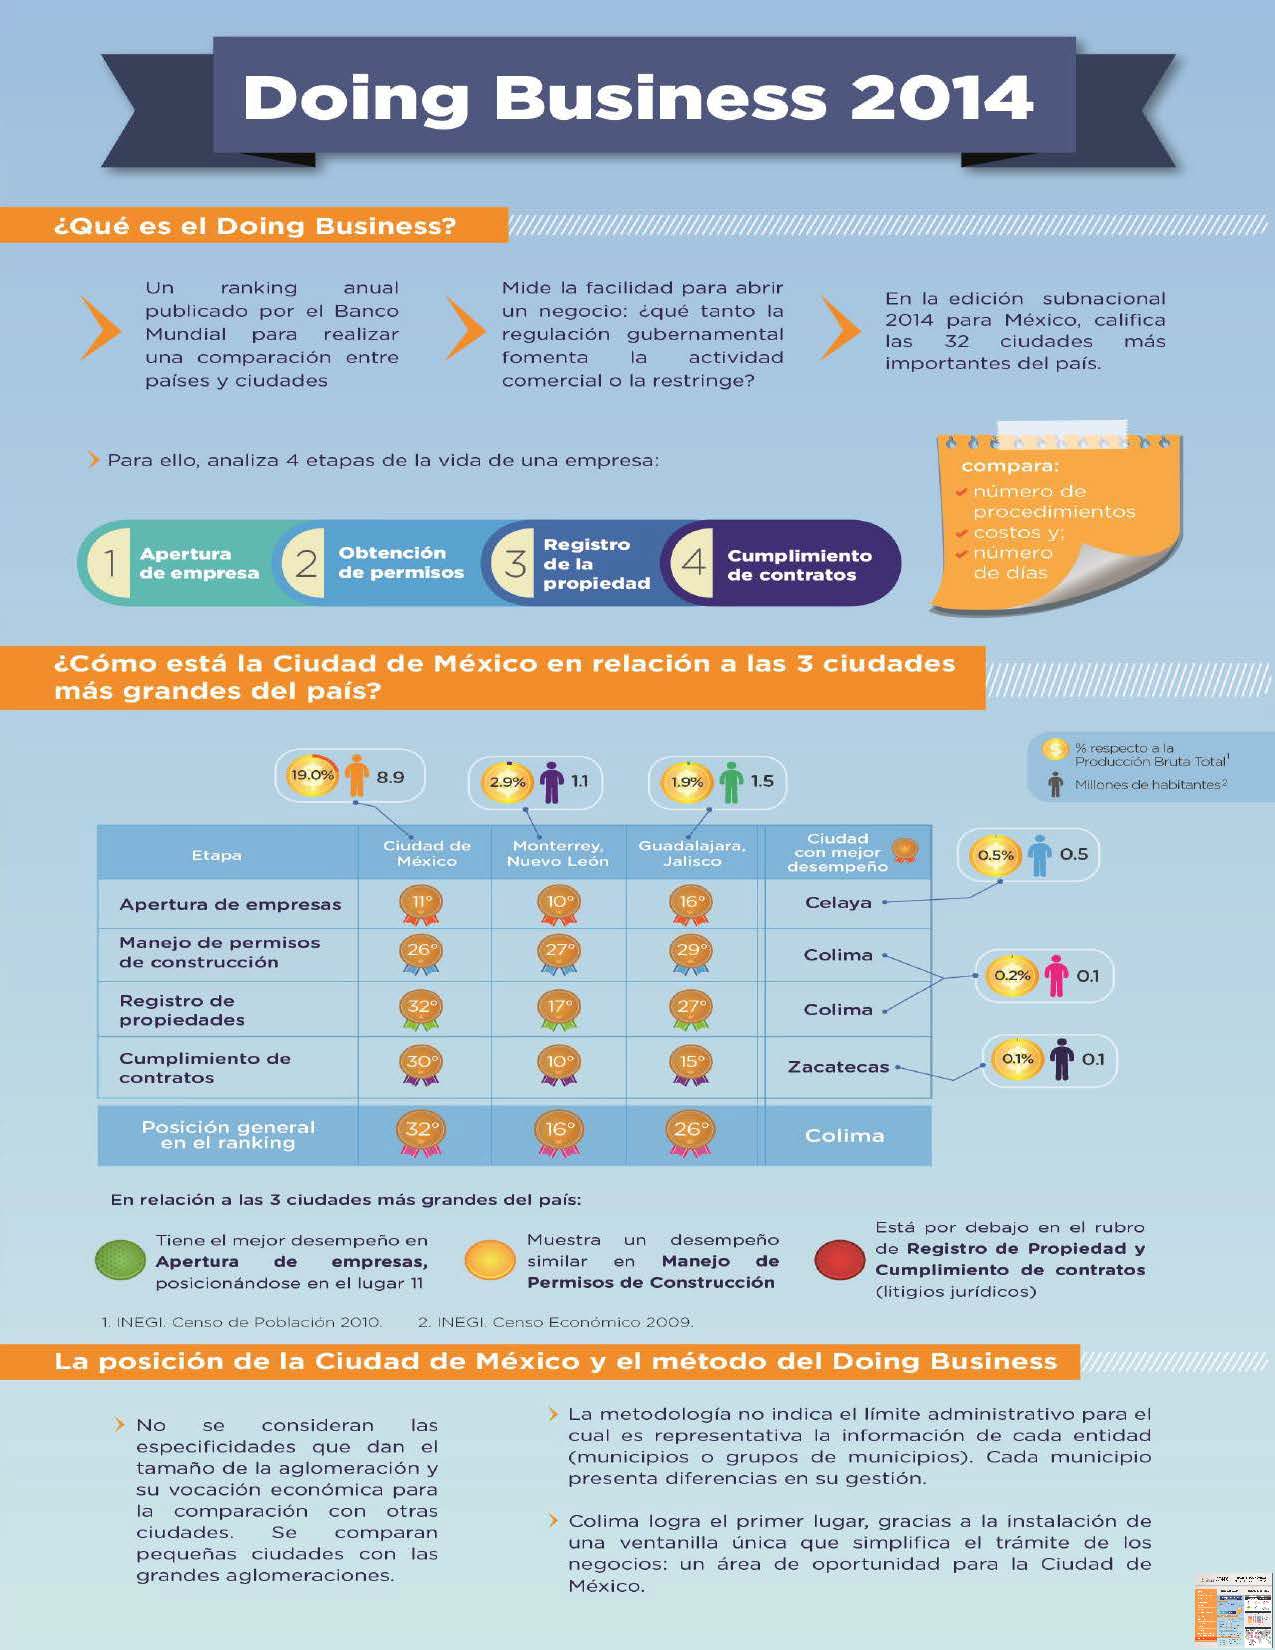 Doing Business 2014
¿Qué es el Doing Business?
Un ranking anual
publicado por el Banco
Mundial para realizar
una comparación entre
países y ciudades
Mide la facilidad para abrir
un negocio: ¿qué tanto la
regulación gubernamental
fomenta la actividad
comercial o la restringe?
En la edición subnacional
2014 para México, califica
las 32 ciudades más
importantes del país.
Para ello, analiza 4 etapas de la vida de una empresa:
compara:
número de
procedimientos
costos y;
número
de días
1 Apertura
de empresa
2 Obtención
de permisos
3 Registro
de la
propiedad
4 Cumplimiento
de contratos
¿Cómo está la Ciudad de México en relación a las 3 ciudades
más grandes del país?
% respecto a la
Producción Bruta Total¹
Millones de habitantes²
19.0% 8.9
2.9% 1.1
1.9% 1.5
Etapa
Ciudad de
México
Monterrey,
Nuevo León
Guadalajara,
Jalisco
Ciudad
con mejor
desempeño
0.5% 0.5
Apertura de empresas 11° 10° 16° Celaya
Manejo de permisos
de construcción
26° 27° 29° Colima
0.2% 0.1
Registro de
propiedades
32° 17° 27° Colima
Cumplimiento de
contratos
30° 10° 15° Zacatecas
0.1% 0.1
Posición general
en el ranking
32° 16° 26° Colima
En relación a las 3 ciudades más grandes del país:
Tiene el mejor desempeño en
Apertura de empresas,
posicionándose en el lugar 11
Muestra un desempeño
similar en Manejo de
Permisos de Construcción
Está por debajo en el rubro
de Registro de Propiedad y
Cumplimiento de contratos
(litigios jurídicos)
1. INEGI. Censo de Población 2010. 2. INEGI. Censo Económico 2009.
La posición de la Ciudad de México y el método del Doing Business
No se consideran las
especificidades que dan el
tamaño de la aglomeración y
su vocación económica para
la comparación con otras
ciudades. Se comparan
pequeñas ciudades con las
grandes aglomeraciones.
La metodología no indica el límite administrativo para el
cual es representativa la información de cada entidad
(municipios o grupos de municipios). Cada municipio
presenta diferencias en su gestión.
Colima logra el primer lugar, gracias a la instalación de
una ventanilla única que simplifica el trámite de los
negocios: un área de oportunidad para la Ciudad de
México.